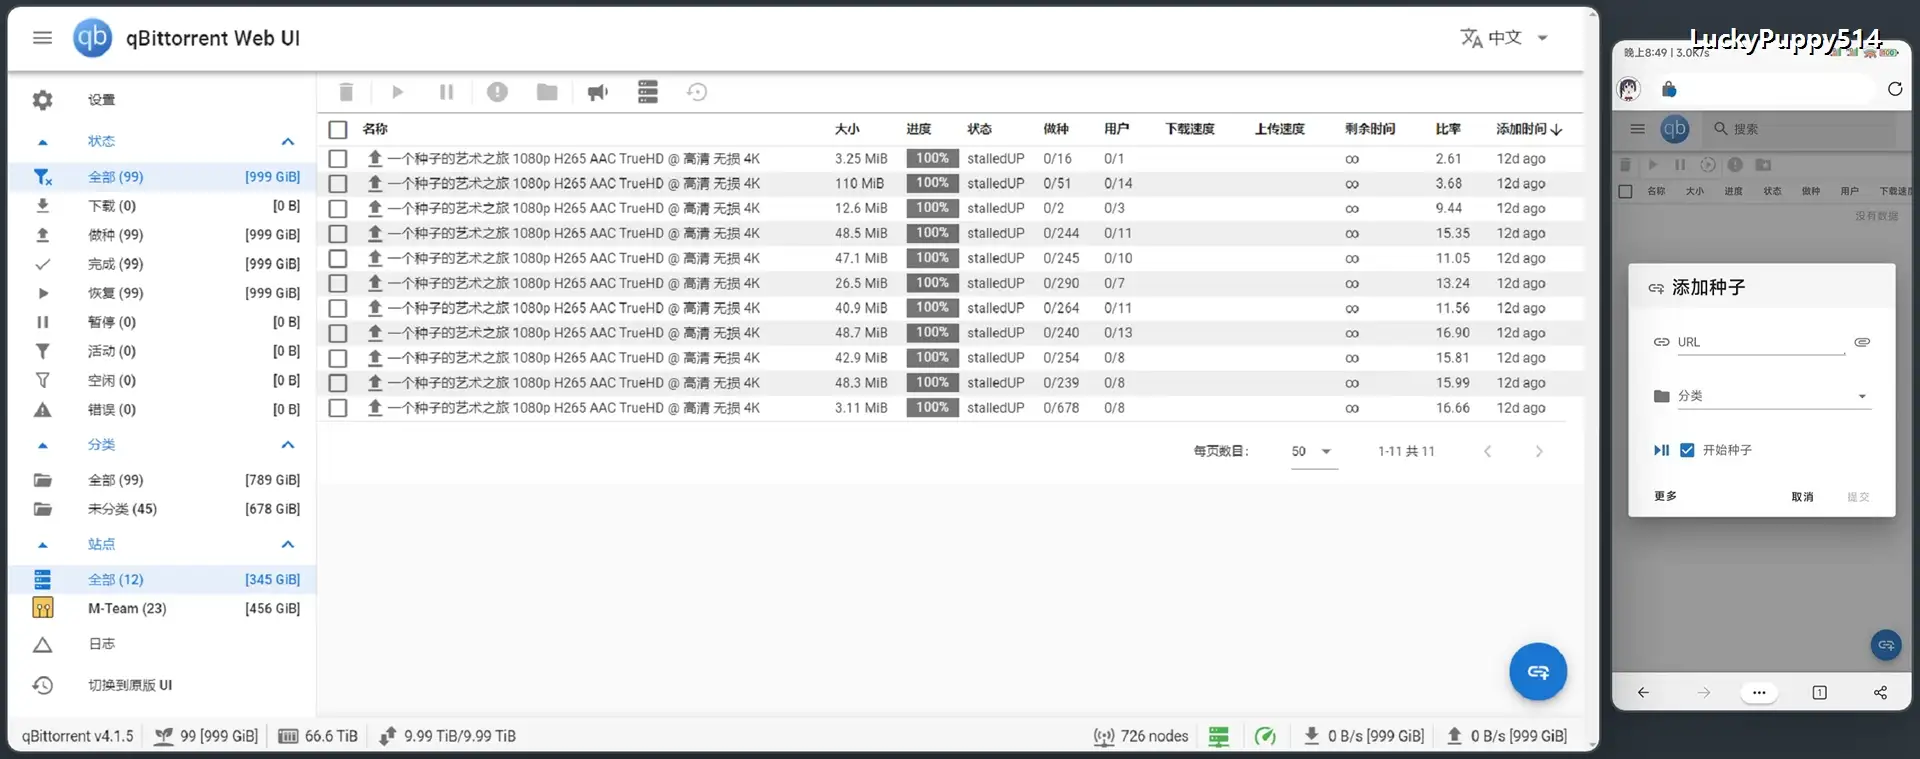 qb qBittorrent Web UI
中文
设置
状态
全部 (99) [999 GiB]
下载 (0) [0 B]
做种 (99) [999 GiB]
完成 (99) [999 GiB]
恢复 (99) [999 GiB]
暂停 (0) [0 B]
活动 (0) [0 B]
空闲 (0) [0 B]
错误 (0) [0 B]
分类
全部 (99) [789 GiB]
未分类 (45) [678 GiB]
站点
全部 (12) [345 GiB]
M-Team (23) [456 GiB]
日志
切换到原版 UI
名称 大小 进度 状态 做种 用户 下载速度 上传速度 剩余时间 比率 添加时间
一个种子的艺术之旅 1080p H265 AAC TrueHD @ 高清 无损 4K 3.25 MiB 100% stalledUP 0/16 0/1 ∞ 2.61 12d ago
一个种子的艺术之旅 1080p H265 AAC TrueHD @ 高清 无损 4K 110 MiB 100% stalledUP 0/51 0/14 ∞ 3.68 12d ago
一个种子的艺术之旅 1080p H265 AAC TrueHD @ 高清 无损 4K 12.6 MiB 100% stalledUP 0/2 0/3 ∞ 9.44 12d ago
一个种子的艺术之旅 1080p H265 AAC TrueHD @ 高清 无损 4K 48.5 MiB 100% stalledUP 0/244 0/11 ∞ 15.35 12d ago
一个种子的艺术之旅 1080p H265 AAC TrueHD @ 高清 无损 4K 47.1 MiB 100% stalledUP 0/245 0/10 ∞ 11.05 12d ago
一个种子的艺术之旅 1080p H265 AAC TrueHD @ 高清 无损 4K 26.5 MiB 100% stalledUP 0/290 0/7 ∞ 13.24 12d ago
一个种子的艺术之旅 1080p H265 AAC TrueHD @ 高清 无损 4K 40.9 MiB 100% stalledUP 0/264 0/11 ∞ 11.56 12d ago
一个种子的艺术之旅 1080p H265 AAC TrueHD @ 高清 无损 4K 48.7 MiB 100% stalledUP 0/240 0/13 ∞ 16.90 12d ago
一个种子的艺术之旅 1080p H265 AAC TrueHD @ 高清 无损 4K 42.9 MiB 100% stalledUP 0/254 0/8 ∞ 15.81 12d ago
一个种子的艺术之旅 1080p H265 AAC TrueHD @ 高清 无损 4K 48.3 MiB 100% stalledUP 0/239 0/8 ∞ 15.99 12d ago
一个种子的艺术之旅 1080p H265 AAC TrueHD @ 高清 无损 4K 3.11 MiB 100% stalledUP 0/678 0/8 ∞ 16.66 12d ago
每页数目: 50 1-11 共 11
qBittorrent v4.1.5 99 [999 GiB] 66.6 TiB 9.99 TiB/9.99 TiB 726 nodes 0 B/s [999 GiB] 0 B/s [999 GiB]
LuckyPuppy514
晚上8:49 | 3.0K/s
qb 搜索
名称 大小 进度 状态 做种 用户 下载速度
没有数据
添加种子
URL
分类
开始种子
更多 取消 提交
1